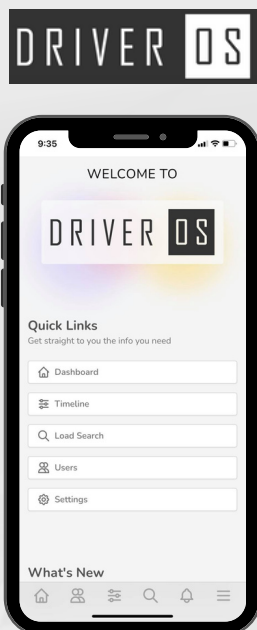 DRIVER OS
9:35
WELCOME TO
DRIVER OS
Quick Links
Get straight to you the info you need
Dashboard
Timeline
Load Search
Users
Settings
What's New